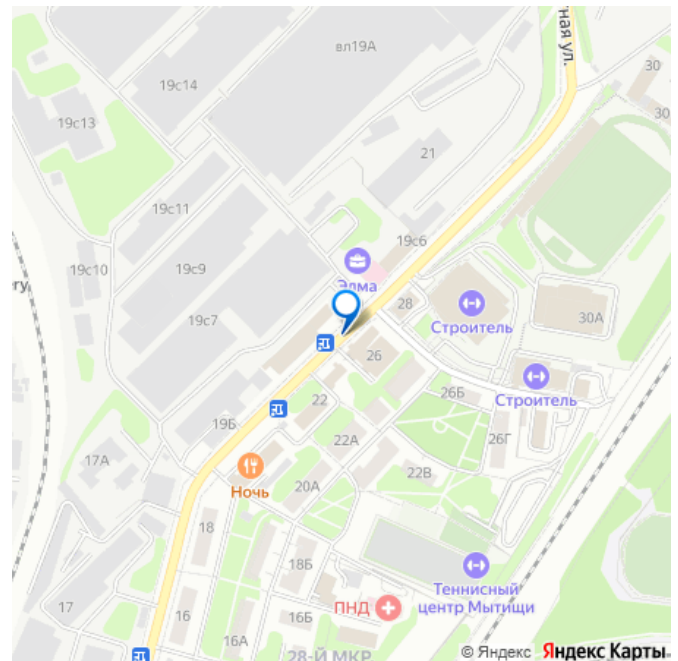 тная ул.
вл19А
30
19с14
30
19с13
21
19с11
19с6
19с10
19с9
Элма
28
Строитель
30А
ery,
19с7
26
Строитель
26Б
22
19Б
22А
26Г
17А
22В
Ночь
20А
18
18Б
Теннисный
центр Мытищи
17
ПНД
16
16Б
16А
28-Й МКР
© Яндекс Яндекс Карты